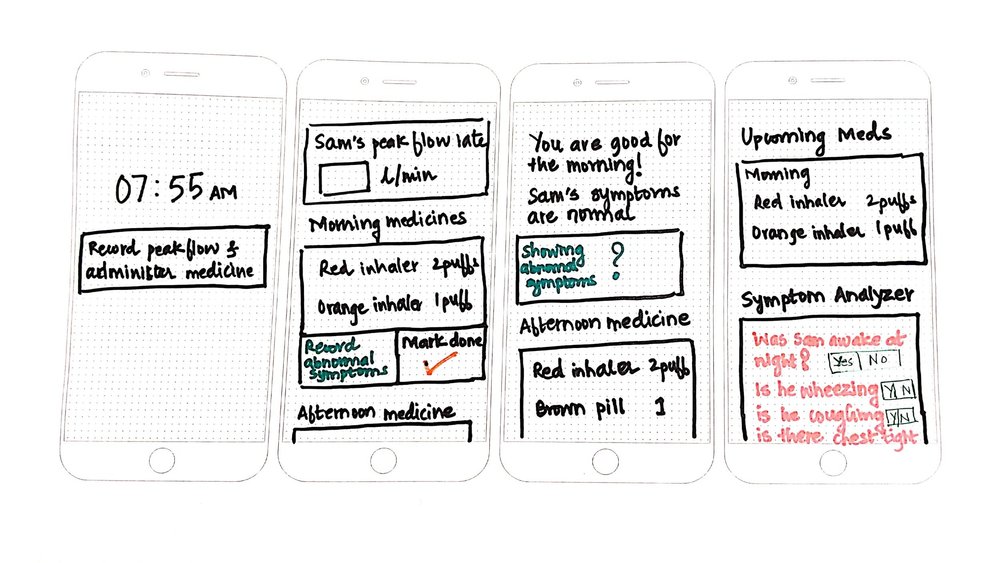 07:55 AM
Record peakflow &
administer medicine
Sam's peak flow late
l/min
Morning medicines
Red inhaler 2puffs
Orange inhaler 1puff
Record
abnormal
symptoms
Mark done
Afternoon medicine
You are good for
the morning!
Sam's symptoms
are normal
Showing
abnormal
symptoms
?
Afternoon medicine
Red inhaler 2puff
Brown pill 1
Upcoming Meds
Morning
Red inhaler 2puffs
Orange inhaler 1puff
Symptom Analyzer
Was Sam awake at
night? Yes No
Is he wheezing Y N
is he coughing Y N
is there chest tight